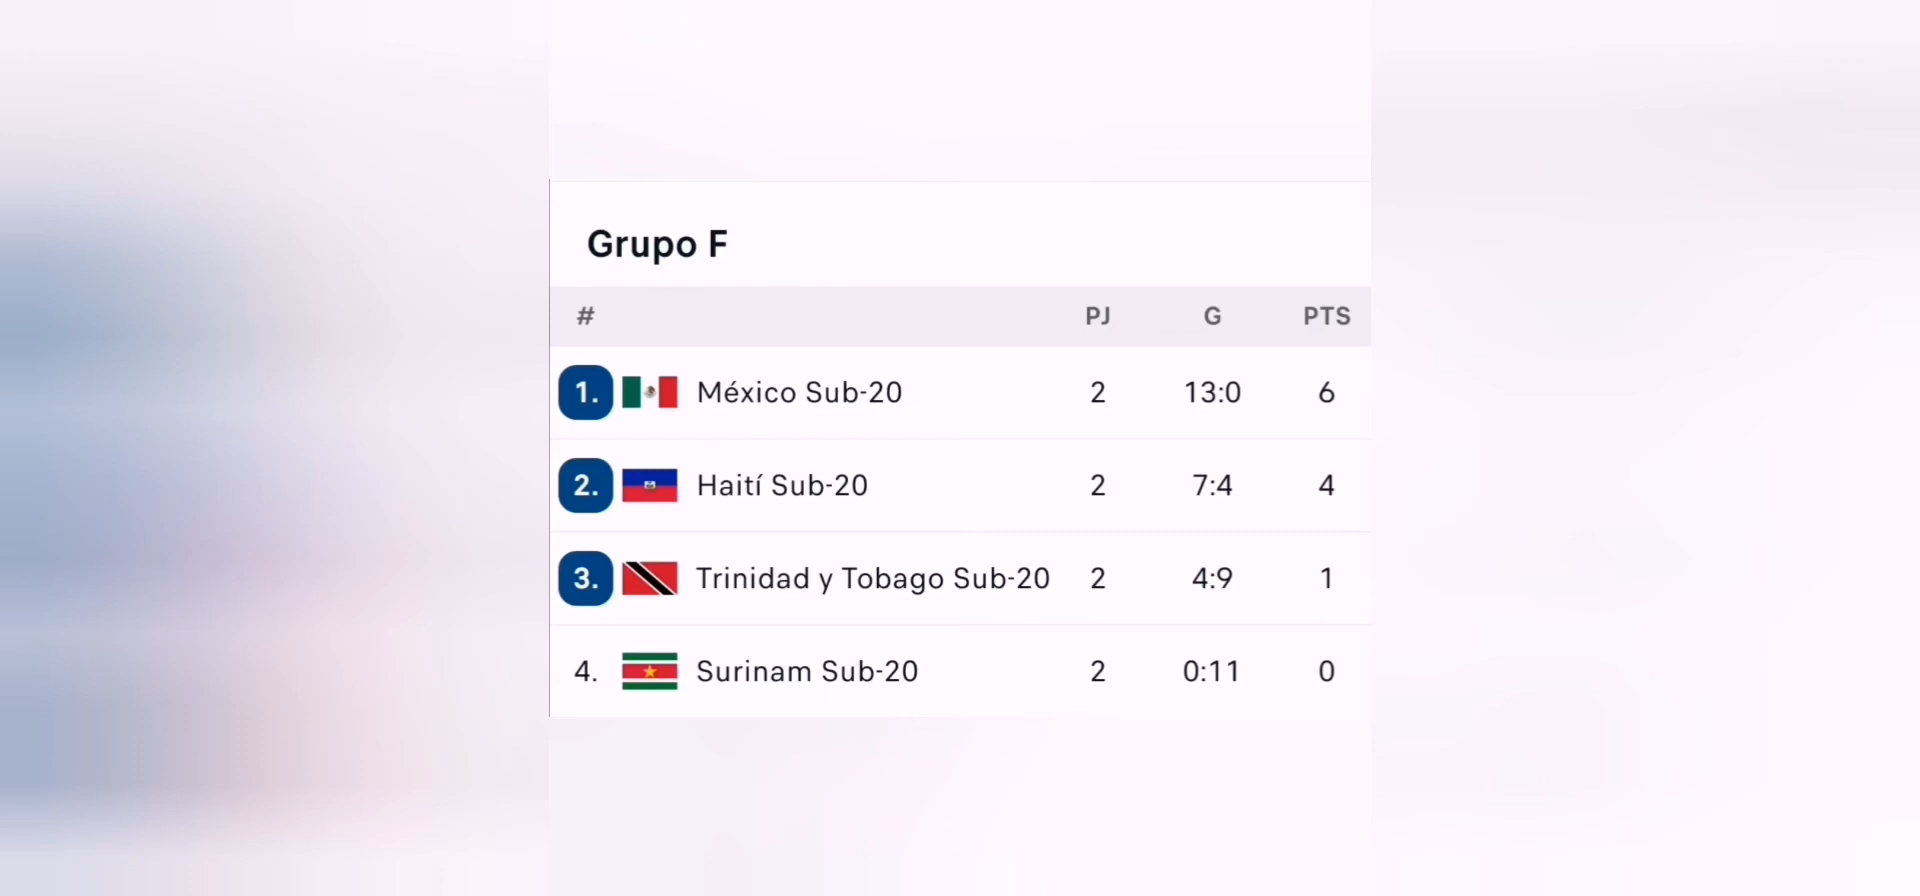 Grupo F
# PJ G PTS
1. México Sub-20 2 13:0 6
2. Haití Sub-20 2 7:4 4
3. Trinidad y Tobago Sub-20 2 4:9 1
4. Surinam Sub-20 2 0:11 0